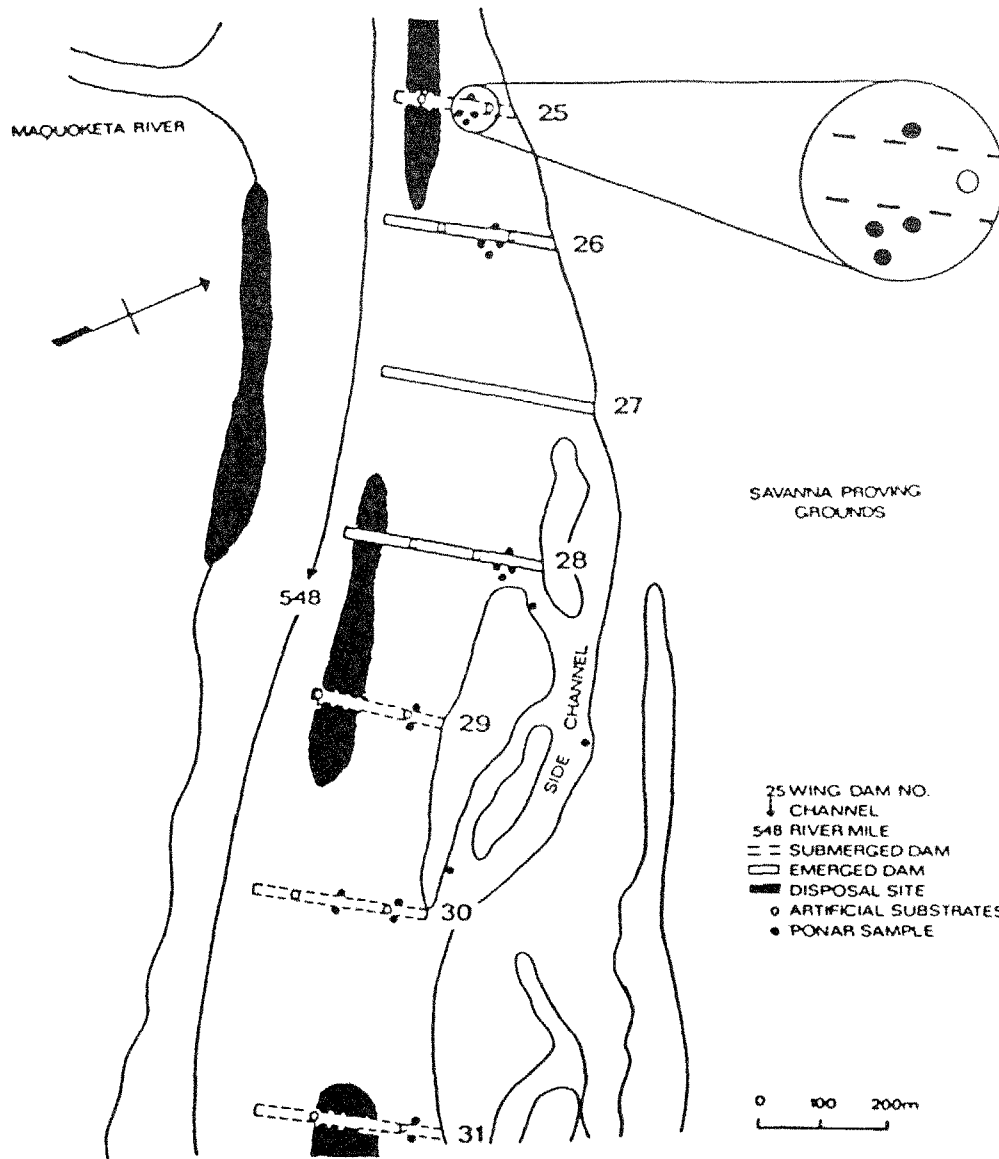 MAQUOKETA RIVER
25
26
27
SAVANNA PROVING
GROUNDS
28
548
SIDE CHANNEL
29
30
31
25 WING DAM NO.
CHANNEL
548 RIVER MILE
SUBMERGED DAM
EMERGED DAM
DISPOSAL SITE
ARTIFICIAL SUBSTRATES
PONAR SAMPLE
0 100 200m